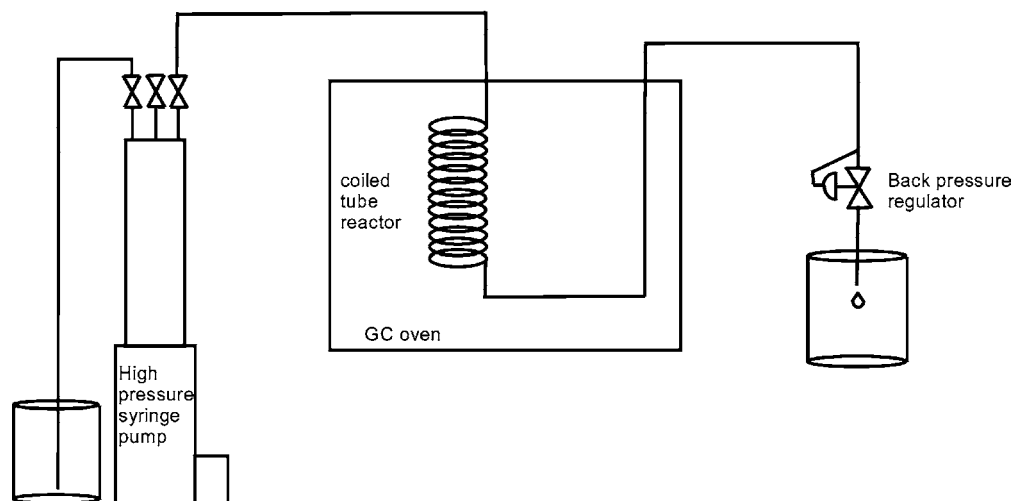 coiled
tube
reactor
Back pressure
regulator
GC oven
High
pressure
syringe
pump